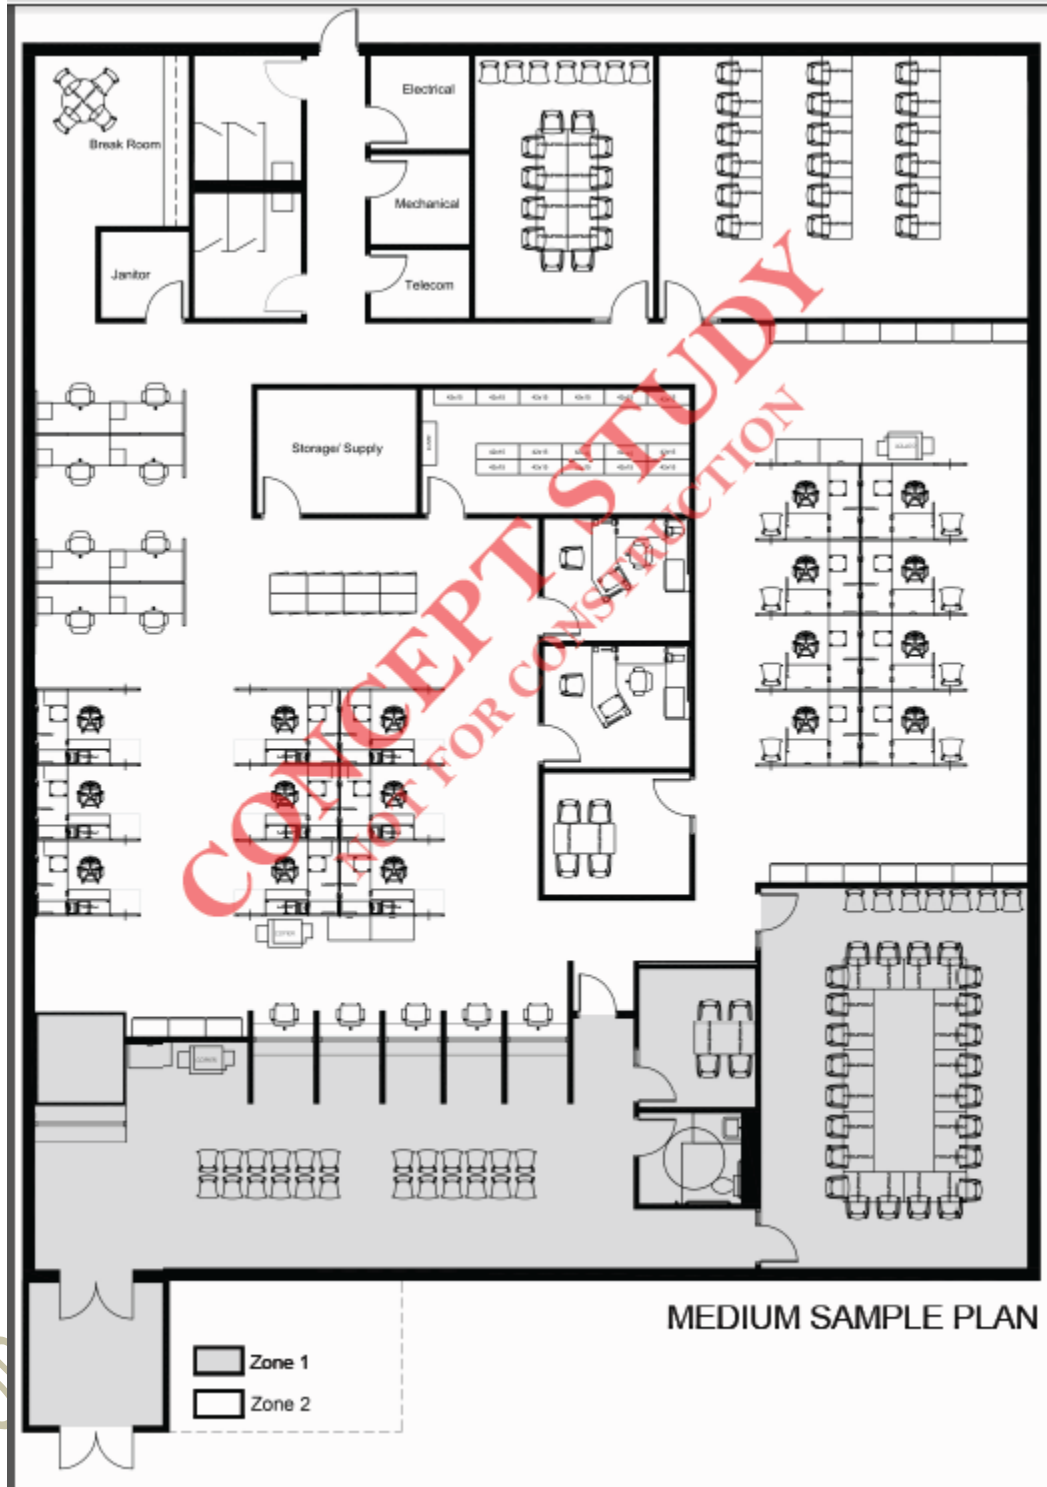 Electrical
Break Room
Mechanical
Janitor
Telecom
Storage/ Supply
CONCEPT STUDY
NOT FOR CONSTRUCTION
MEDIUM SAMPLE PLAN
Zone 1
Zone 2